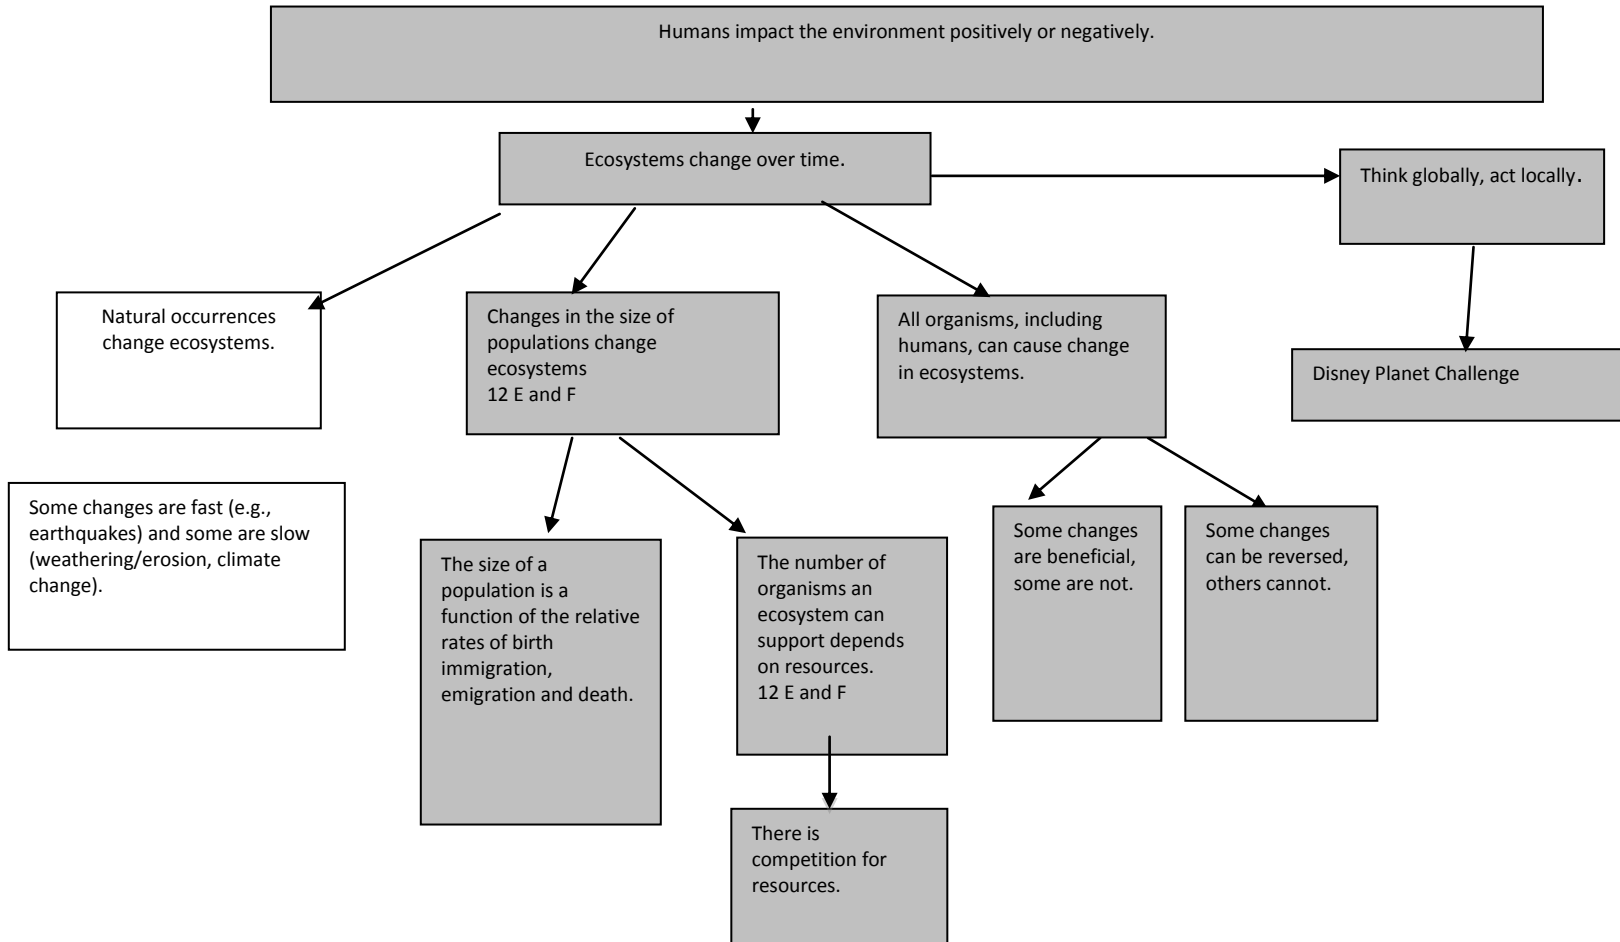 Humans impact the environment positively or negatively.
Ecosystems change over time.
Think globally, act locally.
Natural occurrences
change ecosystems.
Changes in the size of
populations change
ecosystems
12 E and F
All organisms, including
humans, can cause change
in ecosystems.
Disney Planet Challenge
Some changes are fast (e.g.,
earthquakes) and some are slow
(weathering/erosion, climate
change).
The size of a
population is a
function of the relative
rates of birth
immigration,
emigration and death.
The number of
organisms an
ecosystem can
support depends
on resources.
12 E and F
Some changes
are beneficial,
some are not.
Some changes
can be reversed,
others cannot.
There is
competition for
resources.